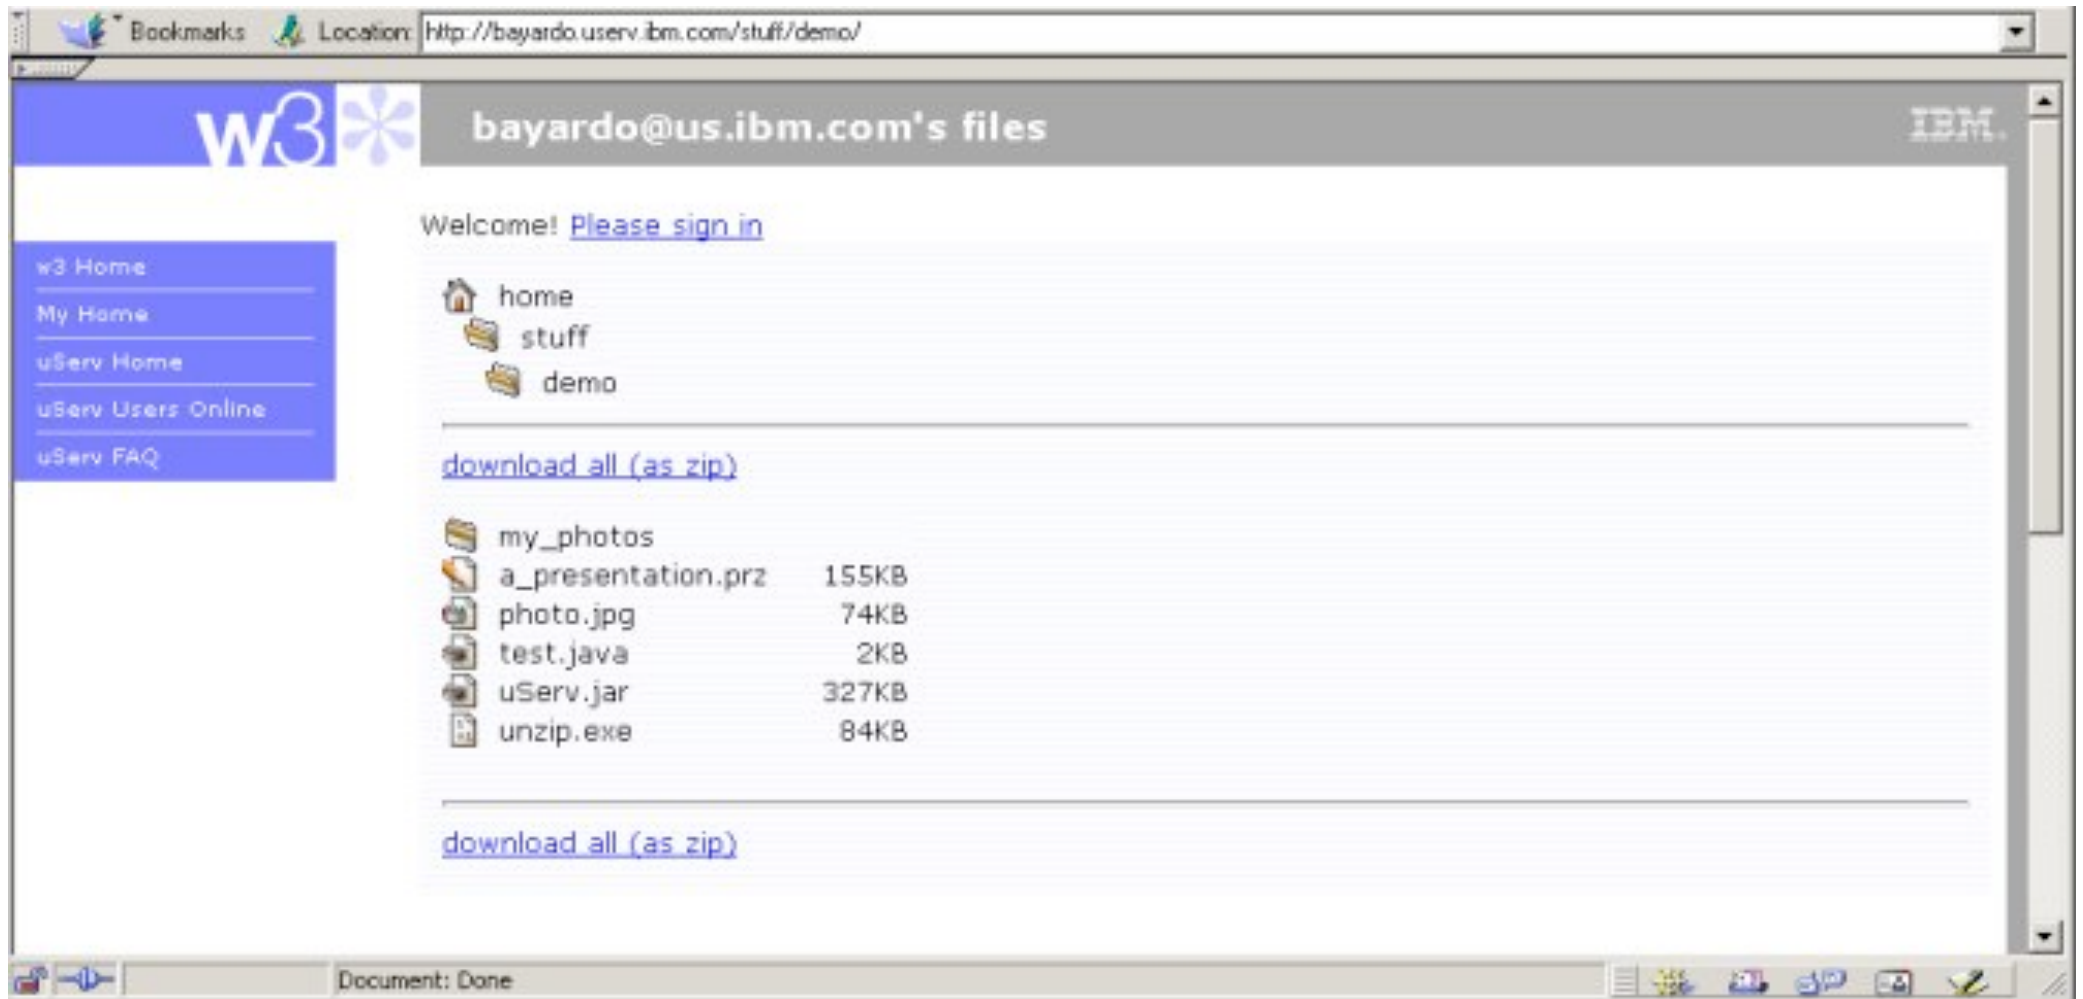 Bookmarks Location: http://bayardo.userv.ibm.com/stuff/demo/
w3* bayardo@us.ibm.com's files IBM.
Welcome! Please sign in
w3 Home
My Home
uServ Home
uServ Users Online
uServ FAQ
home
stuff
demo
download all (as zip)
my_photos
a_presentation.prz 155KB
photo.jpg 74KB
test.java 2KB
uServ.jar 327KB
unzip.exe 84KB
download all (as zip)
Document: Done